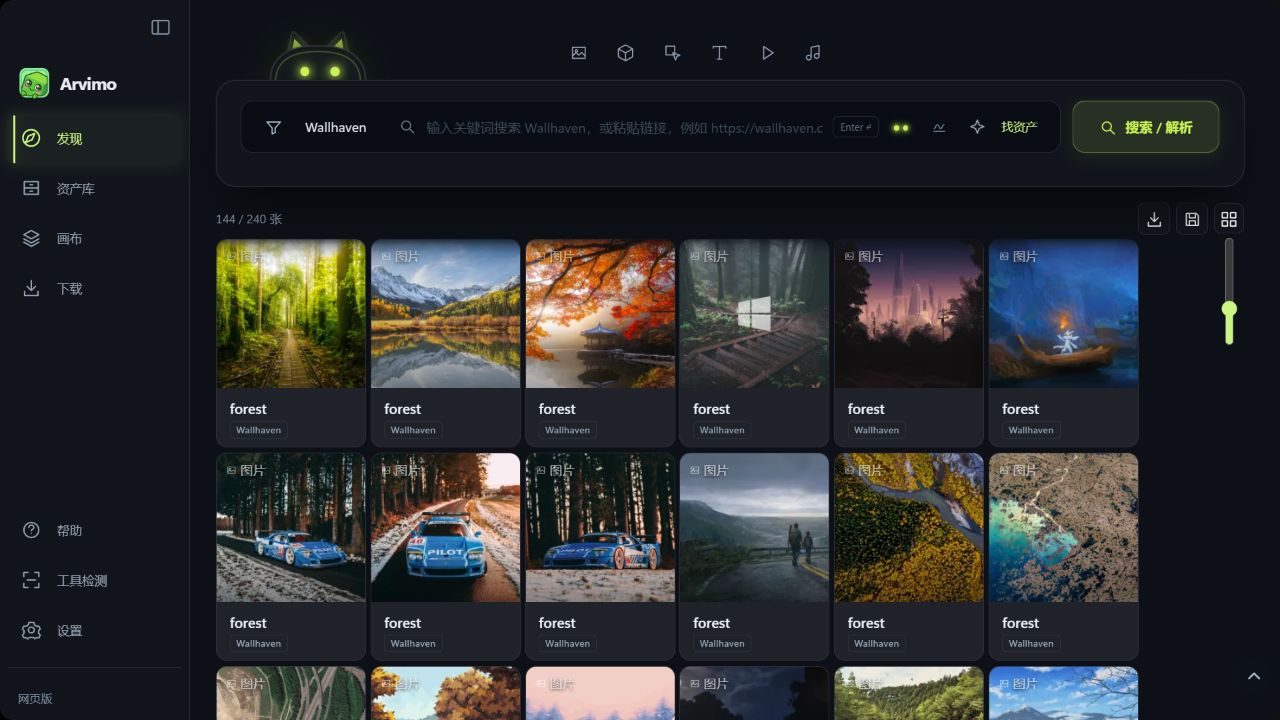 Arvimo
发现
资产库
画布
下载
帮助
工具检测
设置
网页版
Wallhaven
输入关键词搜索 Wallhaven，或粘贴链接，例如 https://wallhaven.c
Enter ↵
找资产
搜索 / 解析
144 / 240 张
图片 图片 图片 图片 图片 图片
forest forest forest forest forest forest
Wallhaven Wallhaven Wallhaven Wallhaven Wallhaven Wallhaven
图片 图片 图片 图片 图片 图片
40 PILOT
forest forest forest forest forest forest
Wallhaven Wallhaven Wallhaven Wallhaven Wallhaven Wallhaven
图片 图片 图片 图片 图片 图片